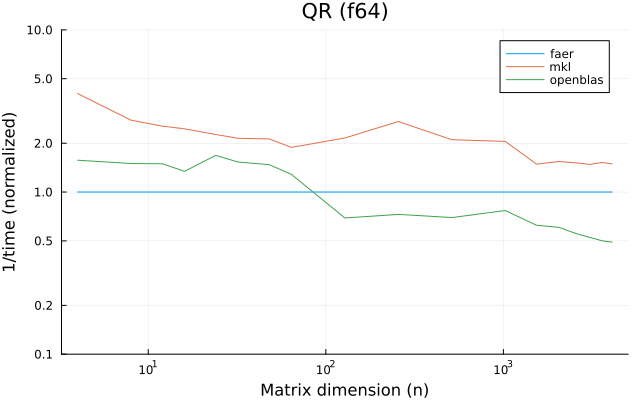 QR (f64)
10.0
5.0
2.0
1.0
0.5
0.2
0.1
1/time (normalized)
faer
mkl
openblas
10¹
10²
10³
Matrix dimension (n)